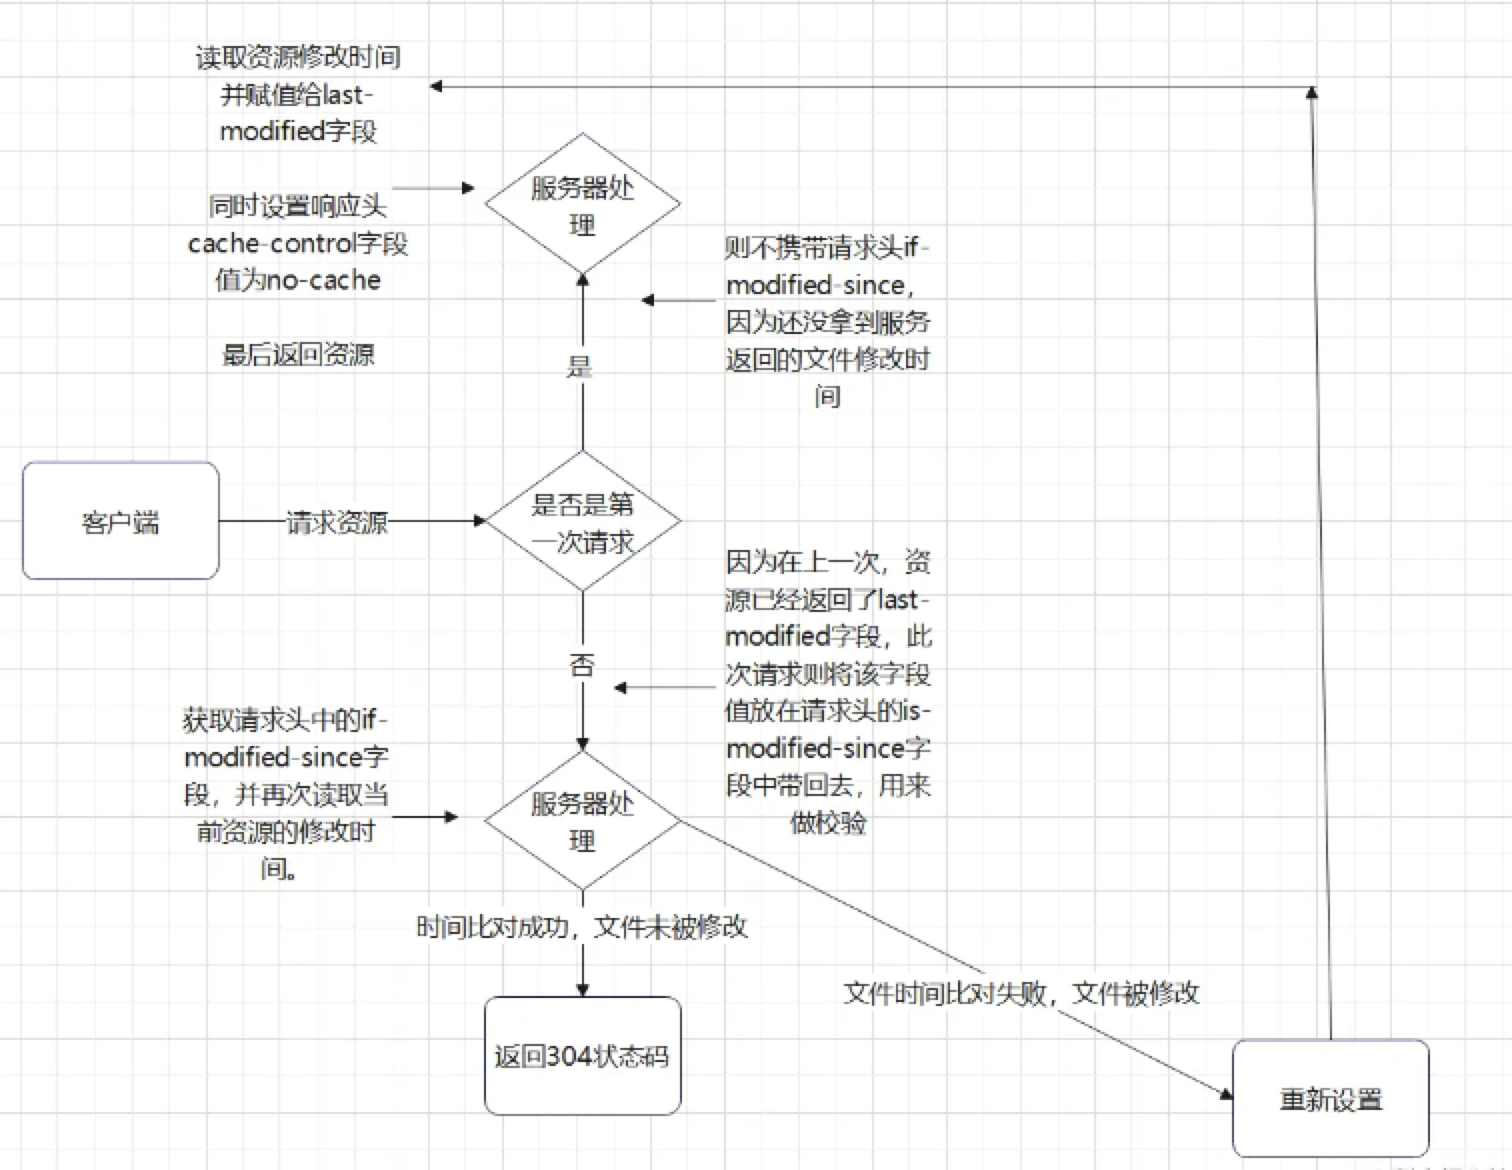 读取资源修改时间
并赋值给last-
modified字段
同时设置响应头
cache-control字段
值为no-cache
最后返回资源
服务器处
理
则不携带请求头if-
modified-since,
因为还没拿到服务
返回的文件修改时
间
是
客户端
请求资源
是否是第
一次请求
否
因为在上一次，资
源已经返回了last-
modified字段，此
次请求则将该字段
值放在请求头的is-
modified-since字
段中带回去，用来
做校验
获取请求头中的if-
modified-since字
段，并再次读取当
前资源的修改时
间。
服务器处
理
时间比对成功，文件未被修改
文件时间比对失败，文件被修改
返回304状态码
重新设置